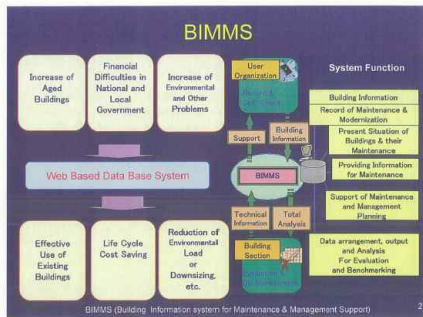 BIMMS
Increase of
Aged
Buildings
Financial
Difficulties in
National and
Local
Government
Increase of
Environmental
and Other
Problems
Web Based Data Base System
Effective
Use of
Existing
Buildings
Life Cycle
Cost Saving
Reduction of
Environmental
Load
or
Downsizing,
etc.
User
Organization
Support
Building
Information
BIMMS
Technical
Information
Total
Analysis
Building
Section
System Function
Building Information
Record of Maintenance &
Modernization
Present Situation of
Buildings & their
Maintenance
Providing Information
for Maintenance
Support of Maintenance
and Management
Planning
Data arrangement, output
and Analysis
For Evaluation
and Benchmarking
BIMMS (Building Information system for Maintenance & Management Support)
2